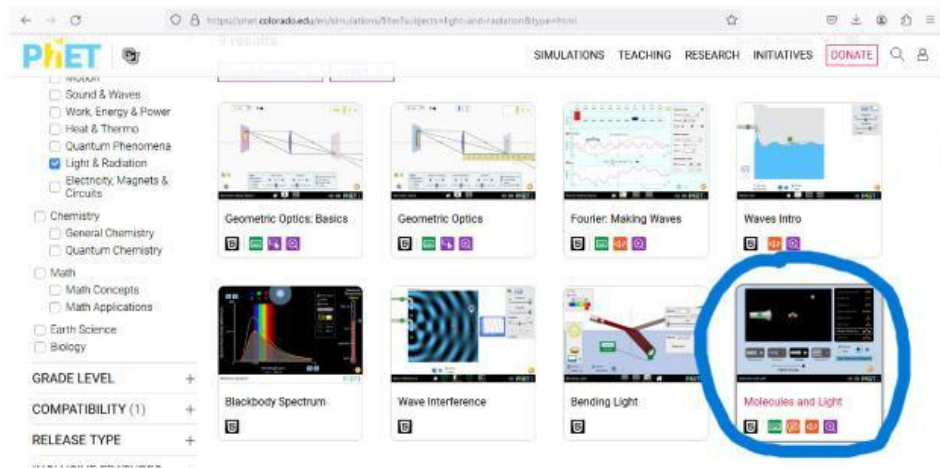 https://phet.colorado.edu/en/simulations/filter?subjects=light-and-radiation&type=html
PhET
9 results
SIMULATIONS TEACHING RESEARCH INITIATIVES DONATE
Motion
Sound & Waves
Work, Energy & Power
Heat & Thermo
Quantum Phenomena
Light & Radiation
Electricity, Magnets &
Circuits
Chemistry
General Chemistry
Quantum Chemistry
Math
Math Concepts
Math Applications
Earth Science
Biology
GRADE LEVEL +
COMPATIBILITY (1) +
RELEASE TYPE +
Geometric Optics: Basics
Geometric Optics
Fourier: Making Waves
Waves Intro
Blackbody Spectrum
Wave Interference
Bending Light
Molecules and Light